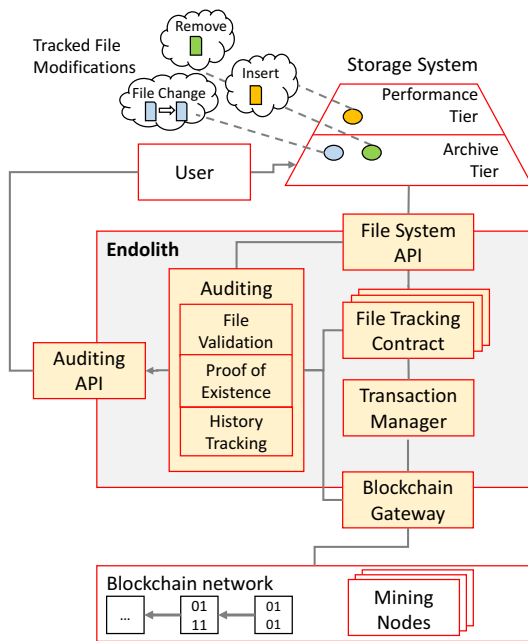 Remove
Tracked File
Modifications
Insert
File Change
Storage System
Performance
Tier
Archive
Tier
User
File System
API
Endolith
Auditing
File
Validation
Proof of
Existence
History
Tracking
Auditing
API
File Tracking
Contract
Transaction
Manager
Blockchain
Gateway
Blockchain network
...
01
11
01
01
Mining
Nodes